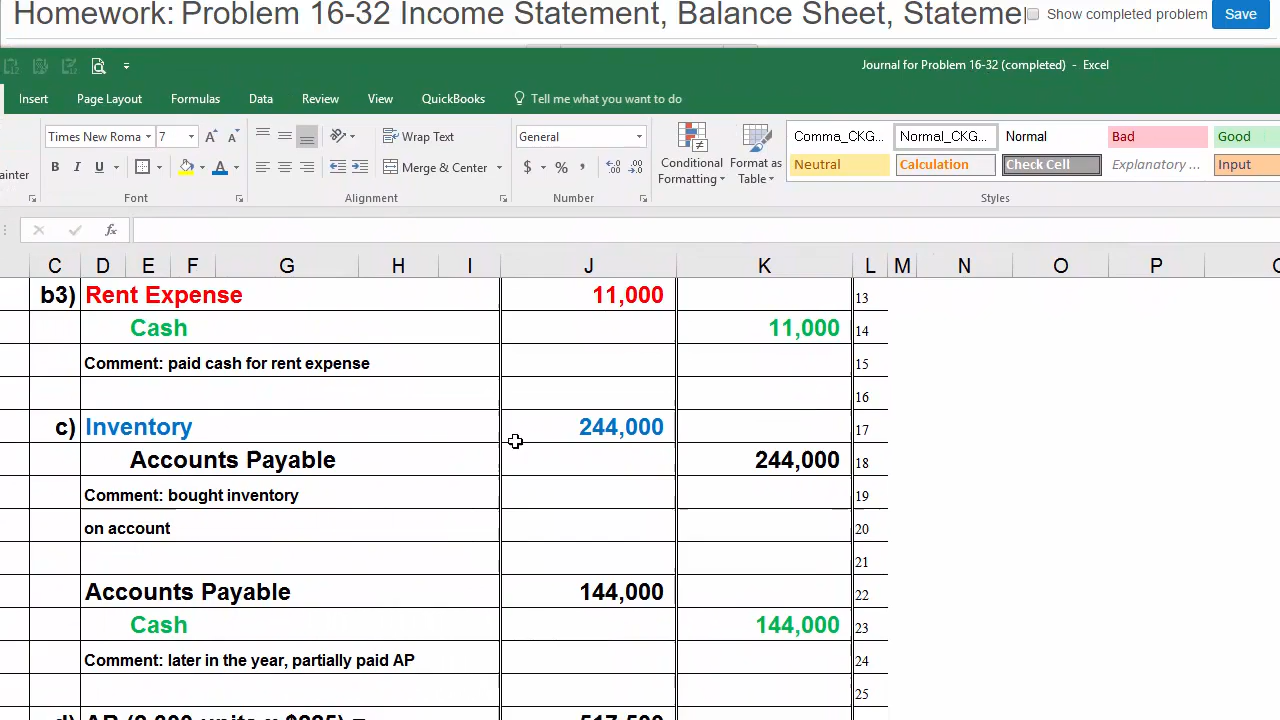 Homework: Problem 16-32 Income Statement, Balance Sheet, Stateme
Show completed problem
Save
Journal for Problem 16-32 (completed) - Excel
Insert Page Layout Formulas Data Review View QuickBooks Tell me what you want to do
Times New Roma 7 A A Wrap Text General Conditional Formatting Format as Table Comma_CKG... Normal_CKG... Normal Bad Good
ainter B I U A Merge & Center $ % , Neutral Calculation Check Cell Explanatory ... Input
Font Alignment Number Styles
fx
C D E F G H I J K L M N O P
b3) Rent Expense 11,000 13
Cash 11,000 14
Comment: paid cash for rent expense 15
16
c) Inventory 244,000 17
Accounts Payable 244,000 18
Comment: bought inventory 19
on account 20
21
Accounts Payable 144,000 22
Cash 144,000 23
Comment: later in the year, partially paid AP 24
25